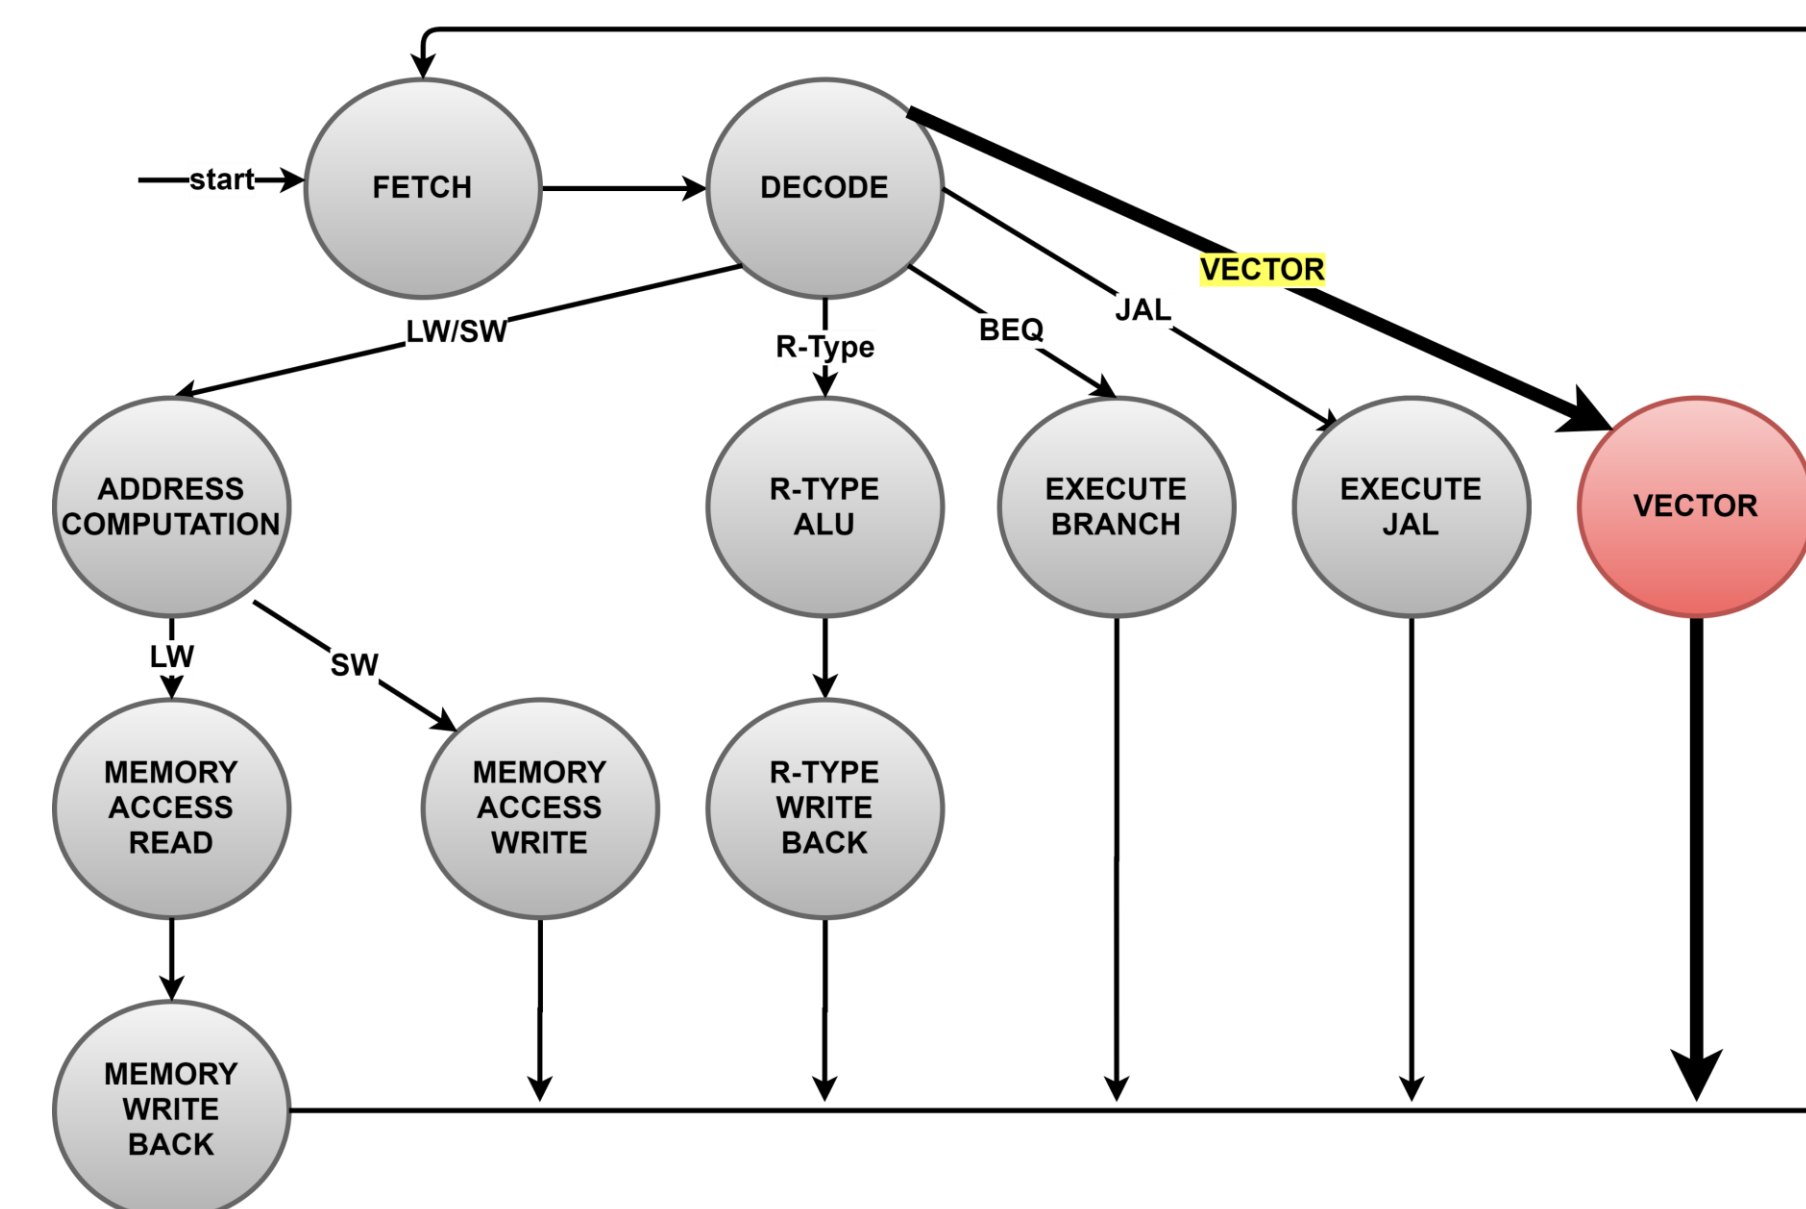 start
FETCH
DECODE
VECTOR
LW/SW
R-Type
BEQ
JAL
ADDRESS
COMPUTATION
R-TYPE
ALU
EXECUTE
BRANCH
EXECUTE
JAL
VECTOR
LW
SW
MEMORY
ACCESS
READ
MEMORY
ACCESS
WRITE
R-TYPE
WRITE
BACK
MEMORY
WRITE
BACK